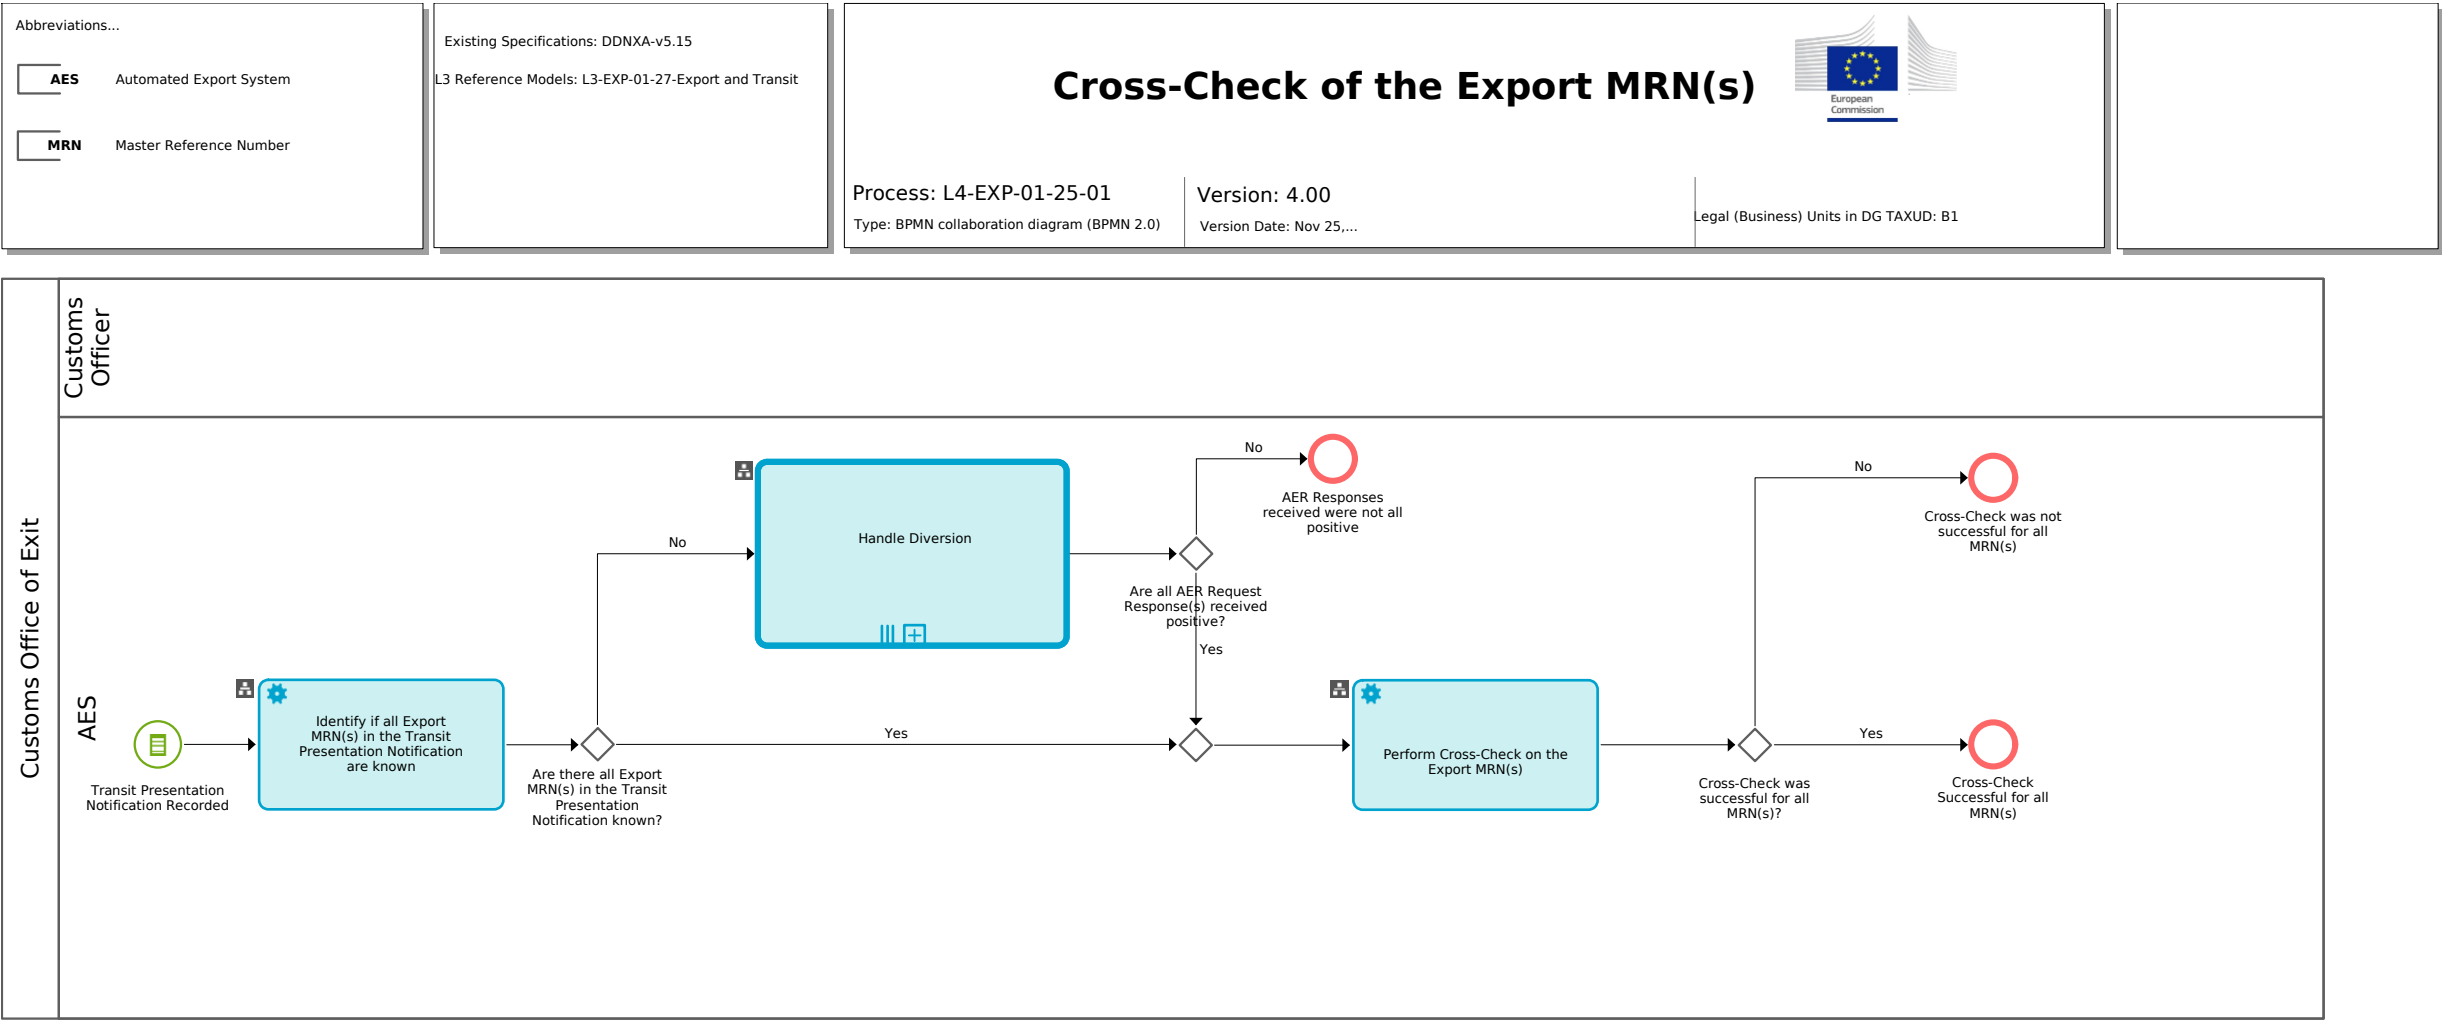 Abbreviations...
AES
Automated Export System
MRN
Master Reference Number
Existing Specifications: DDNXA-v5.15
L3 Reference Models: L3-EXP-01-27-Export and Transit
Cross-Check of the Export MRN(s)
European
Commission
Process: L4-EXP-01-25-01
Type: BPMN collaboration diagram (BPMN 2.0)
Version: 4.00
Version Date: Nov 25,...
Legal (Business) Units in DG TAXUD: B1
Customs Office of Exit
Customs
Officer
AES
Transit Presentation
Notification Recorded
Identify if all Export
MRN(s) in the Transit
Presentation Notification
are known
Are there all Export
MRN(s) in the Transit
Presentation
Notification known?
No
Yes
Handle Diversion
Are all AER Request
Response(s) received
positive?
No
Yes
AER Responses
received were not all
positive
Perform Cross-Check on the
Export MRN(s)
Cross-Check was
successful for all
MRN(s)?
No
Cross-Check was not
successful for all
MRN(s)
Yes
Cross-Check
Successful for all
MRN(s)